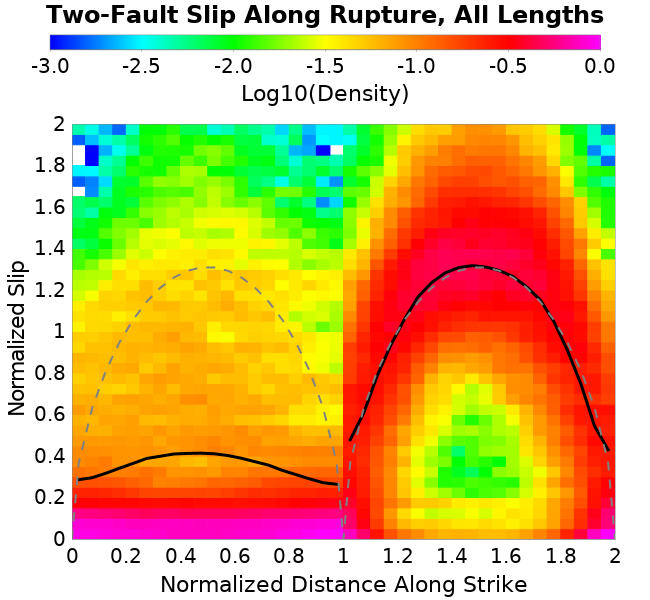 Two-Fault Slip Along Rupture, All Lengths
-3.0 -2.5 -2.0 -1.5 -1.0 -0.5 0.0
Log10(Density)
2
1.8
1.6
1.4
1.2
1
0.8
0.6
0.4
0.2
0
Normalized Slip
0 0.2 0.4 0.6 0.8 1 1.2 1.4 1.6 1.8 2
Normalized Distance Along Strike